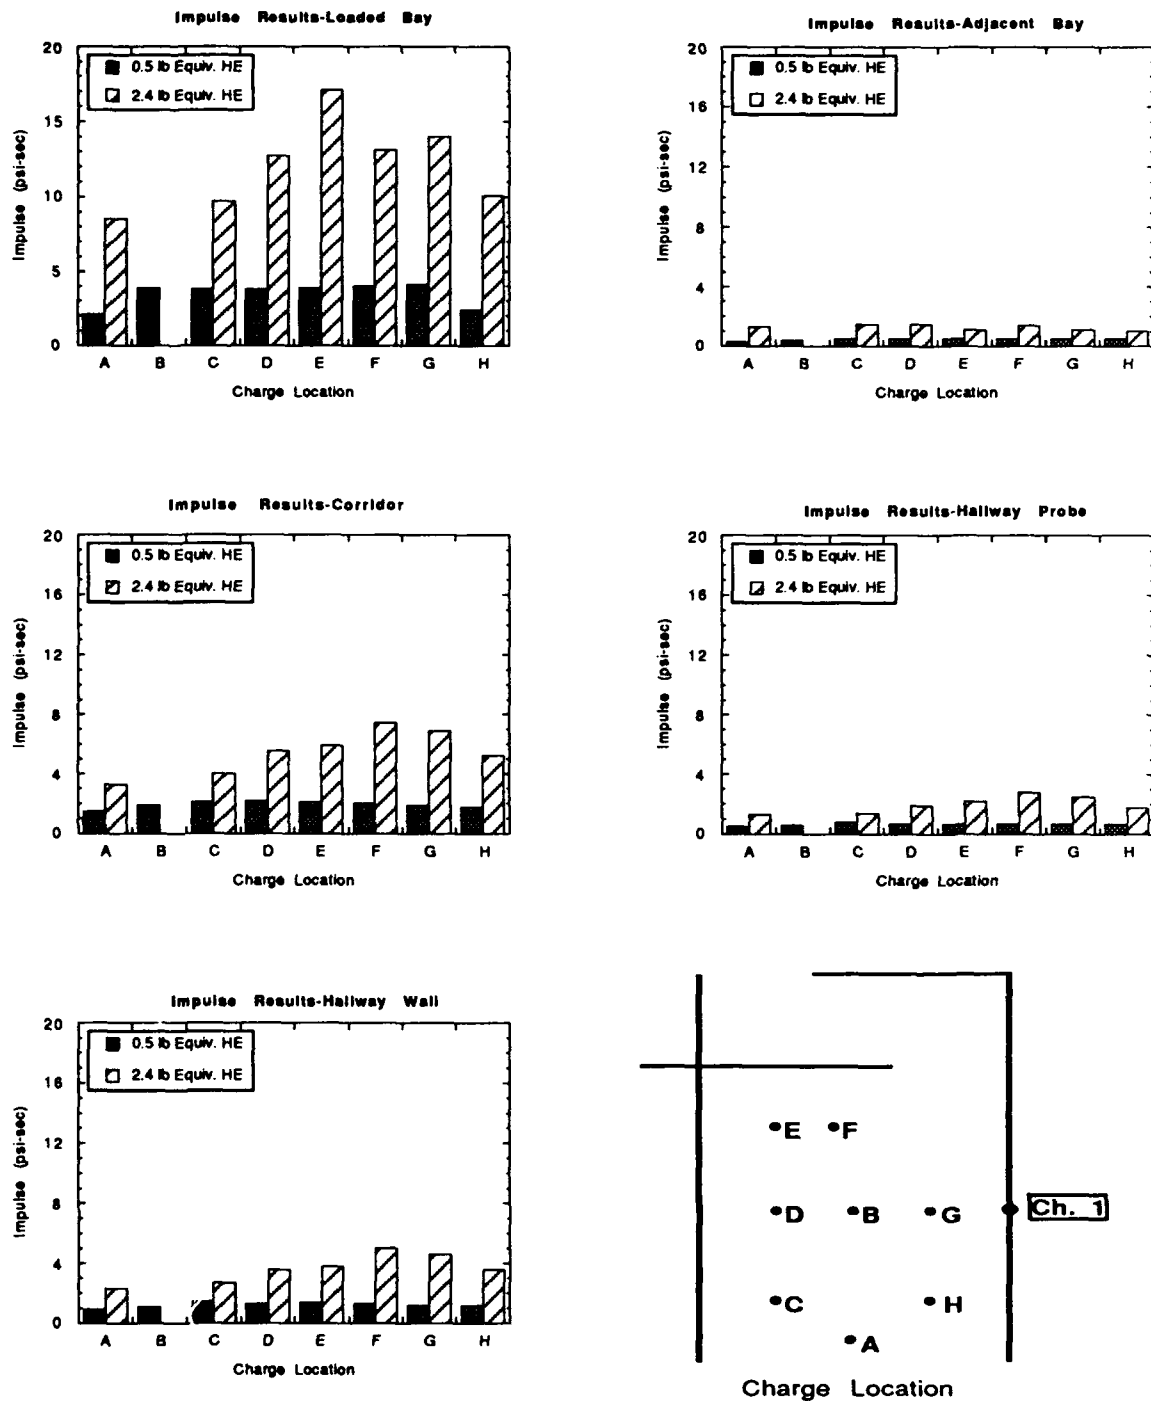 Impulse Results-Loaded Bay
20
15
10
5
0
Impulse (psi-sec)
0.5 lb Equiv. HE
2.4 lb Equiv. HE
A B C D E F G H
Charge Location
Impulse Results-Adjacent Bay
20
16
12
8
4
0
Impulse (psi-sec)
0.5 lb Equiv. HE
2.4 lb Equiv. HE
A B C D E F G H
Charge Location
Impulse Results-Corridor
20
16
12
8
4
0
Impulse (psi-sec)
0.5 lb Equiv. HE
2.4 lb Equiv. HE
A B C D E F G H
Charge Location
Impulse Results-Hallway Probe
20
16
12
8
4
0
Impulse (psi-sec)
0.5 lb Equiv. HE
2.4 lb Equiv. HE
A B C D E F G H
Charge Location
Impulse Results-Hallway Wall
20
16
12
8
4
0
Impulse (psi-sec)
0.5 lb Equiv. HE
2.4 lb Equiv. HE
A B C D E F G H
Charge Location
E F
D B G Ch. 1
C H
A
Charge Location